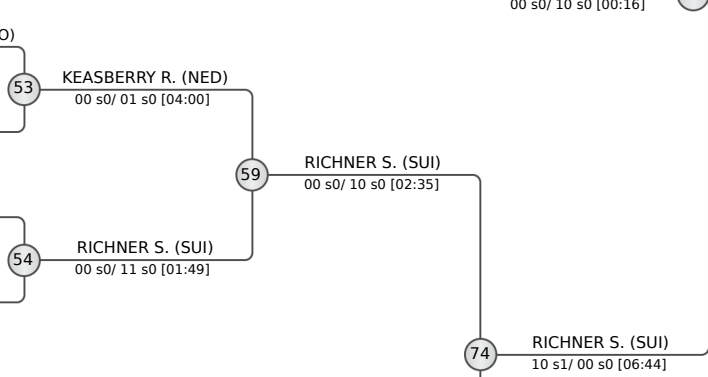 00 s0/ 10 s0 [00:16]
O)
53
KEASBERRY R. (NED)
00 s0/ 01 s0 [04:00]
59
RICHNER S. (SUI)
00 s0/ 10 s0 [02:35]
54
RICHNER S. (SUI)
00 s0/ 11 s0 [01:49]
74
RICHNER S. (SUI)
10 s1/ 00 s0 [06:44]